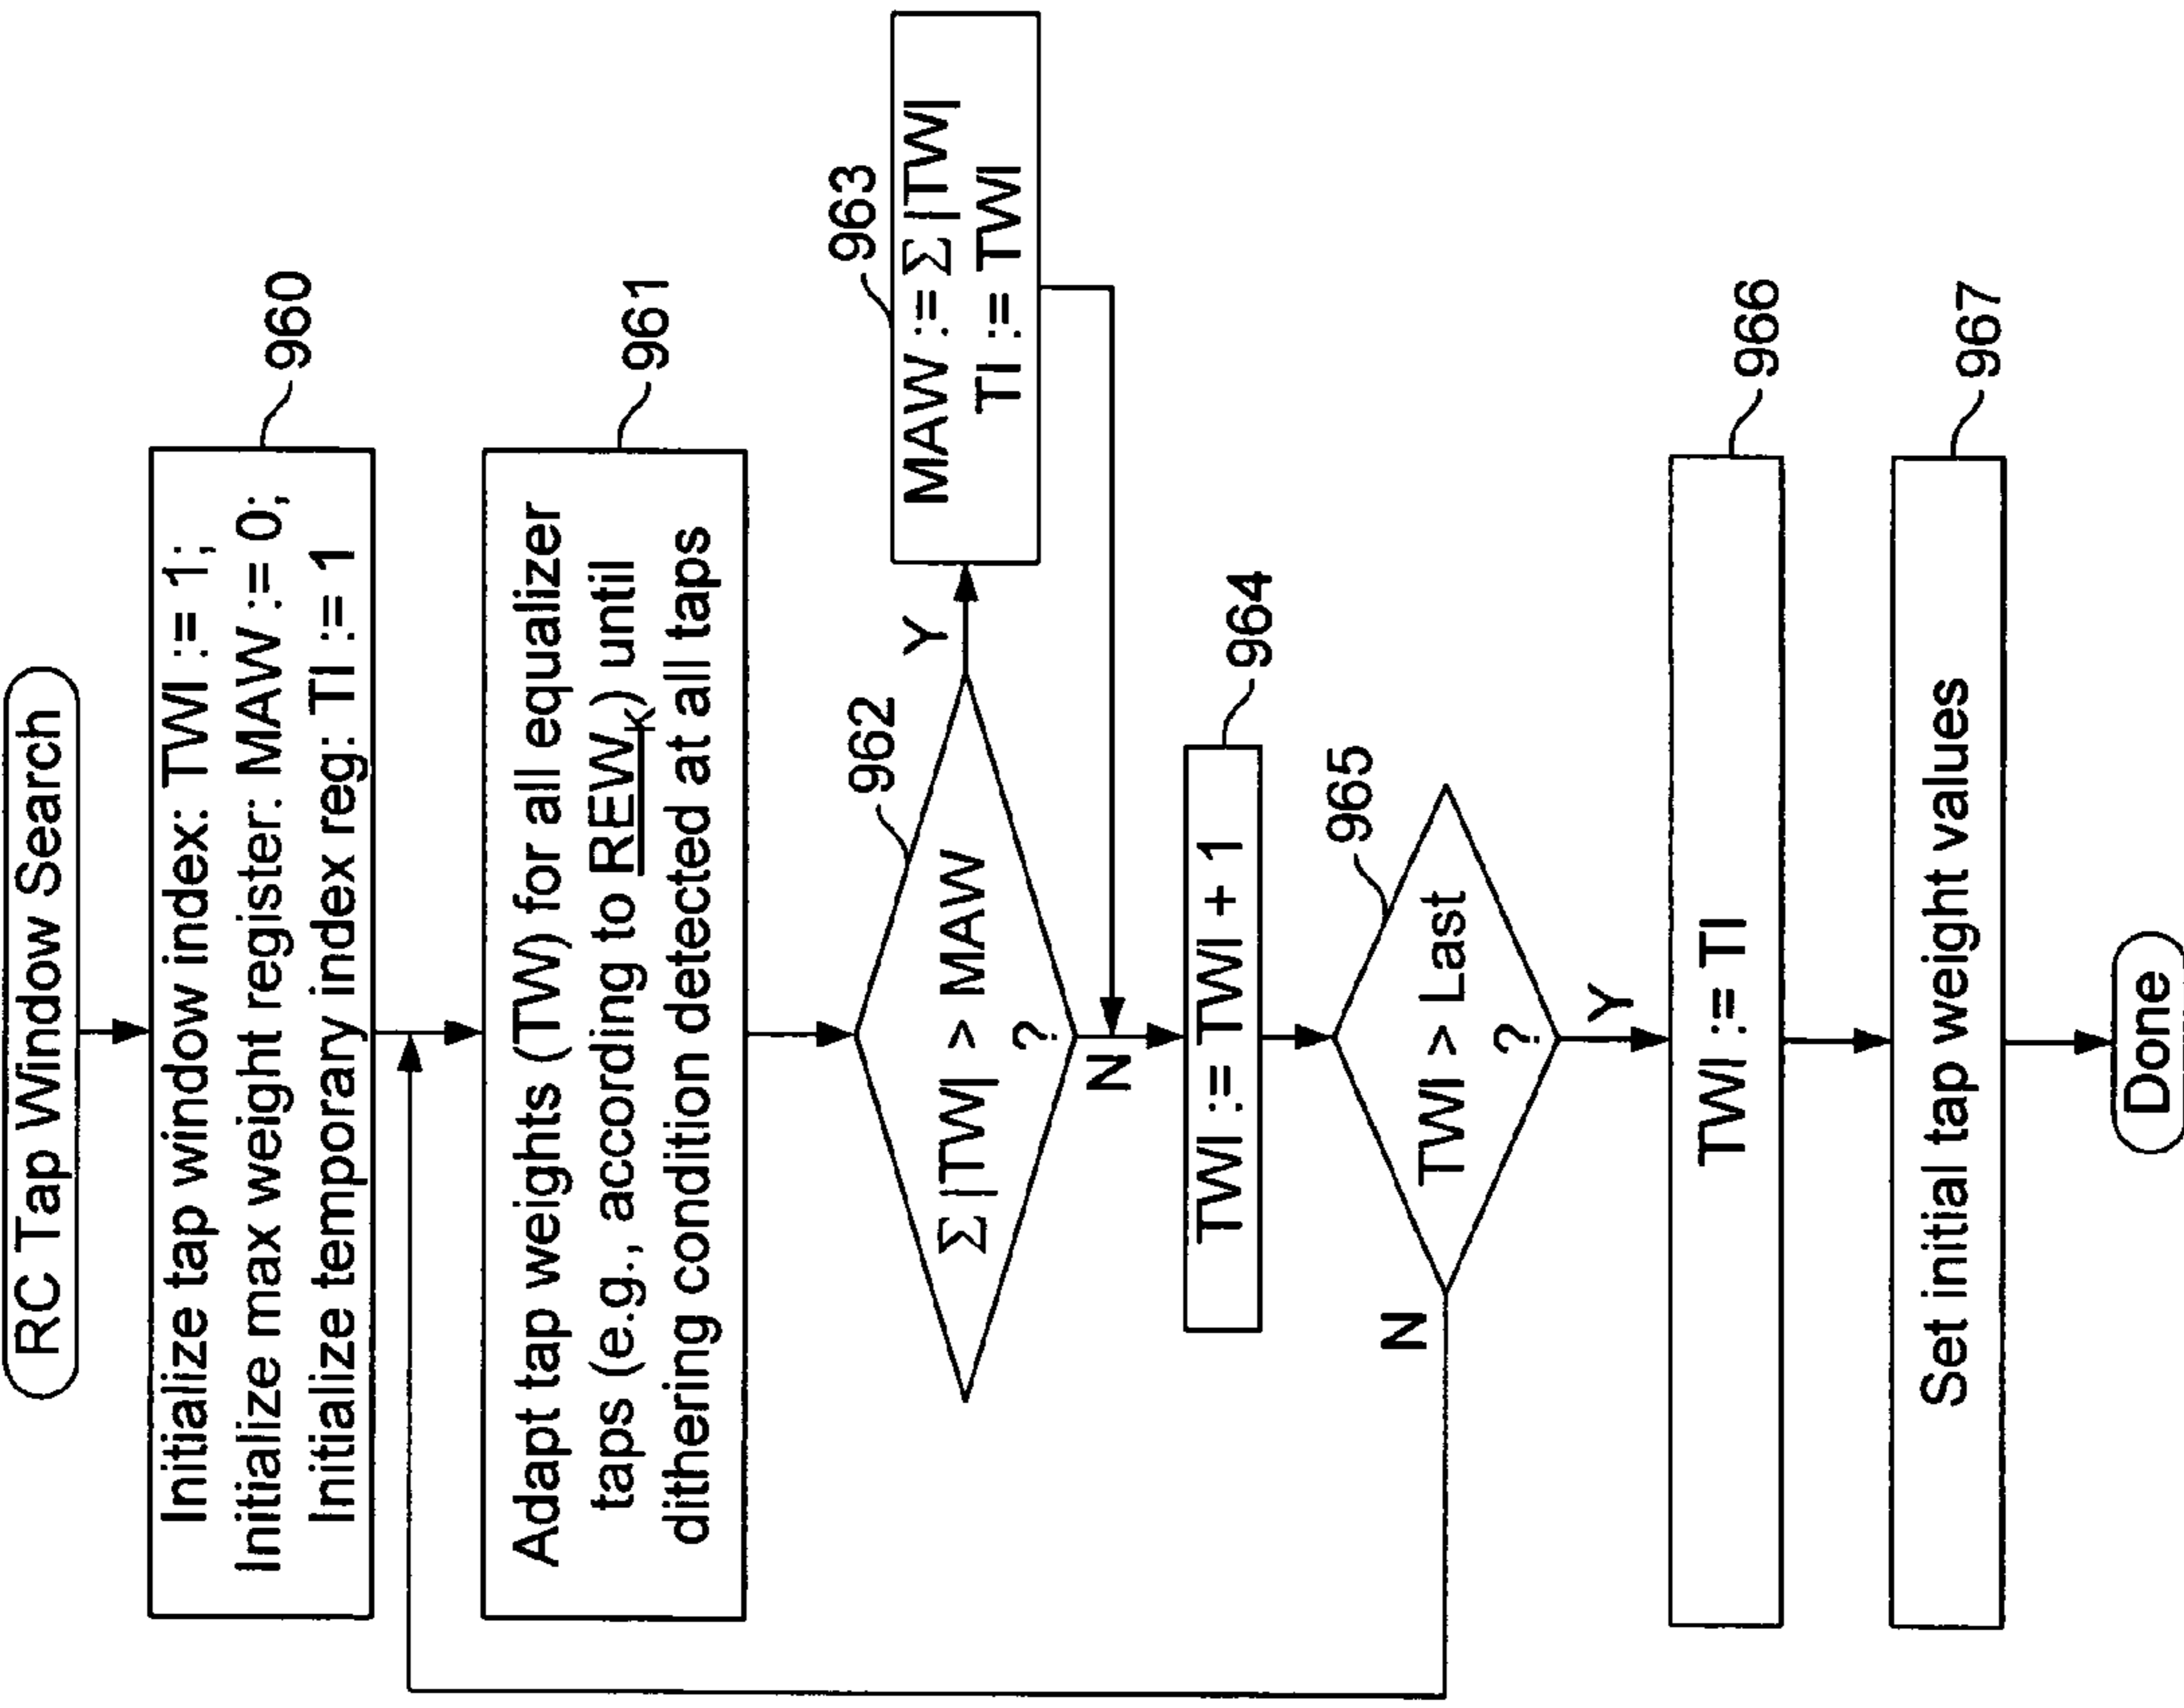 RC Tap Window Search
Initialize tap window index: TWI := 1;
Initialize max weight register: MAW := 0;
Initialize temporary index reg: TI := 1
960
Adapt tap weights (TW) for all equalizer
taps (e.g., according to REWK) until
dithering condition detected at all taps
961
Σ |TW| > MAW
?
962
Y
N
MAW := Σ |TW|
TI := TWI
963
TWI := TWI + 1
964
TWI > Last
?
965
N
Y
TWI := TI
966
Set initial tap weight values
967
Done